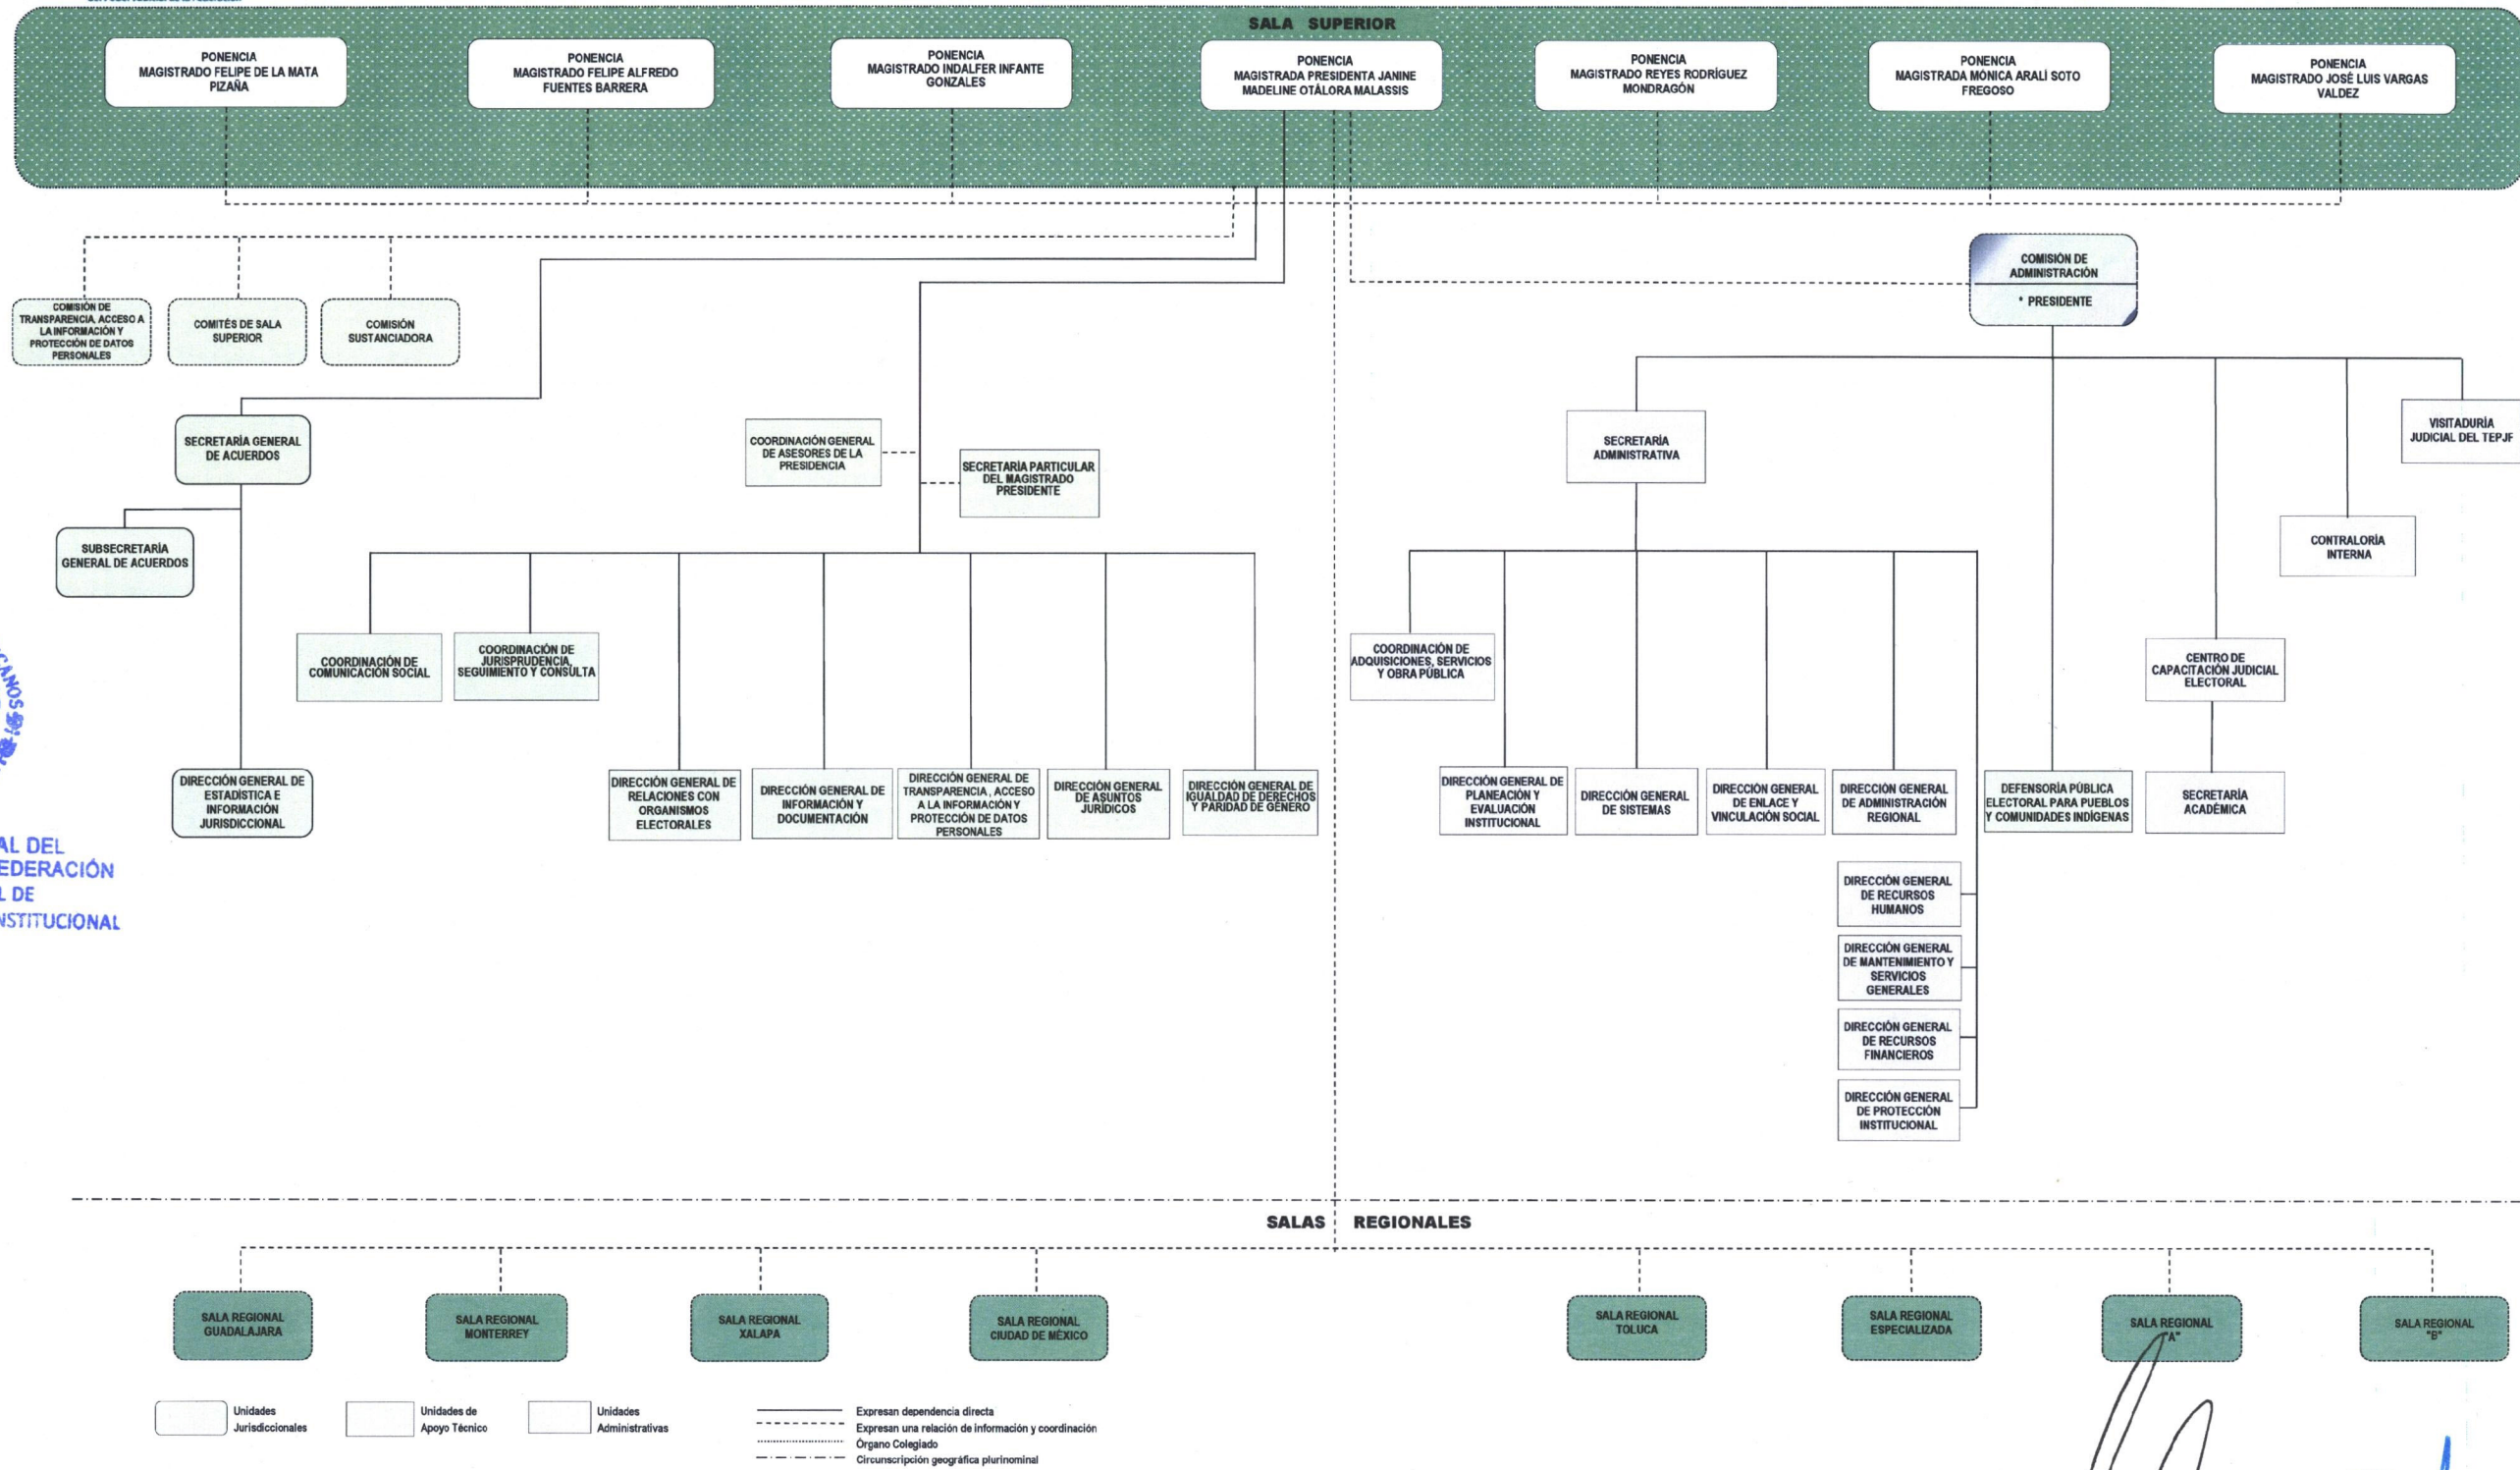 SALA SUPERIOR
PONENCIA
MAGISTRADO FELIPE DE LA MATA
PIZAÑA
PONENCIA
MAGISTRADO FELIPE ALFREDO
FUENTES BARRERA
PONENCIA
MAGISTRADO INDALFER INFANTE
GONZALES
PONENCIA
MAGISTRADA PRESIDENTA JANINE
MADELINE OTÁLORA MALASSIS
PONENCIA
MAGISTRADO REYES RODRÍGUEZ
MONDRAGÓN
PONENCIA
MAGISTRADA MÓNICA ARALÍ SOTO
FREGOSO
PONENCIA
MAGISTRADO JOSÉ LUIS VARGAS
VALDEZ
COMISIÓN DE
TRANSPARENCIA, ACCESO A
LA INFORMACIÓN Y
PROTECCIÓN DE DATOS
PERSONALES
COMITÉS DE SALA
SUPERIOR
COMISIÓN
SUSTANCIADORA
COMISIÓN DE
ADMINISTRACIÓN
* PRESIDENTE
SECRETARÍA GENERAL
DE ACUERDOS
COORDINACIÓN GENERAL
DE ASESORES DE LA
PRESIDENCIA
SECRETARÍA PARTICULAR
DEL MAGISTRADO
PRESIDENTE
SECRETARÍA
ADMINISTRATIVA
VISITADURÍA
JUDICIAL DEL TEPJF
SUBSECRETARÍA
GENERAL DE ACUERDOS
CONTRALORÍA
INTERNA
COORDINACIÓN DE
COMUNICACIÓN SOCIAL
COORDINACIÓN DE
JURISPRUDENCIA,
SEGUIMIENTO Y CONSULTA
COORDINACIÓN DE
ADQUISICIONES, SERVICIOS
Y OBRA PÚBLICA
CENTRO DE
CAPACITACIÓN JUDICIAL
ELECTORAL
DIRECCIÓN GENERAL DE
ESTADÍSTICA E
INFORMACIÓN
JURISDICCIONAL
DIRECCIÓN GENERAL DE
RELACIONES CON
ORGANISMOS
ELECTORALES
DIRECCIÓN GENERAL DE
INFORMACIÓN Y
DOCUMENTACIÓN
DIRECCIÓN GENERAL DE
TRANSPARENCIA , ACCESO
A LA INFORMACIÓN Y
PROTECCIÓN DE DATOS
PERSONALES
DIRECCIÓN GENERAL
DE ASUNTOS
JURÍDICOS
DIRECCIÓN GENERAL DE
IGUALDAD DE DERECHOS
Y PARIDAD DE GÉNERO
DIRECCIÓN GENERAL DE
PLANEACIÓN Y
EVALUACIÓN
INSTITUCIONAL
DIRECCIÓN GENERAL
DE SISTEMAS
DIRECCIÓN GENERAL
DE ENLACE Y
VINCULACIÓN SOCIAL
DIRECCIÓN GENERAL
DE ADMINISTRACIÓN
REGIONAL
DEFENSORÍA PÚBLICA
ELECTORAL PARA PUEBLOS
Y COMUNIDADES INDÍGENAS
SECRETARÍA
ACADÉMICA
DIRECCIÓN GENERAL
DE RECURSOS
HUMANOS
DIRECCIÓN GENERAL
DE MANTENIMIENTO Y
SERVICIOS
GENERALES
DIRECCIÓN GENERAL
DE RECURSOS
FINANCIEROS
DIRECCIÓN GENERAL
DE PROTECCIÓN
INSTITUCIONAL
AL DEL
EDERACIÓN
L DE
NSTITUCIONAL
SALAS REGIONALES
SALA REGIONAL
GUADALAJARA
SALA REGIONAL
MONTERREY
SALA REGIONAL
XALAPA
SALA REGIONAL
CIUDAD DE MÉXICO
SALA REGIONAL
TOLUCA
SALA REGIONAL
ESPECIALIZADA
SALA REGIONAL
"A"
SALA REGIONAL
"B"
Unidades
Jurisdiccionales
Unidades de
Apoyo Técnico
Unidades
Administrativas
Expresan dependencia directa
Expresan una relación de información y coordinación
Órgano Colegiado
Circunscripción geográfica plurinominal